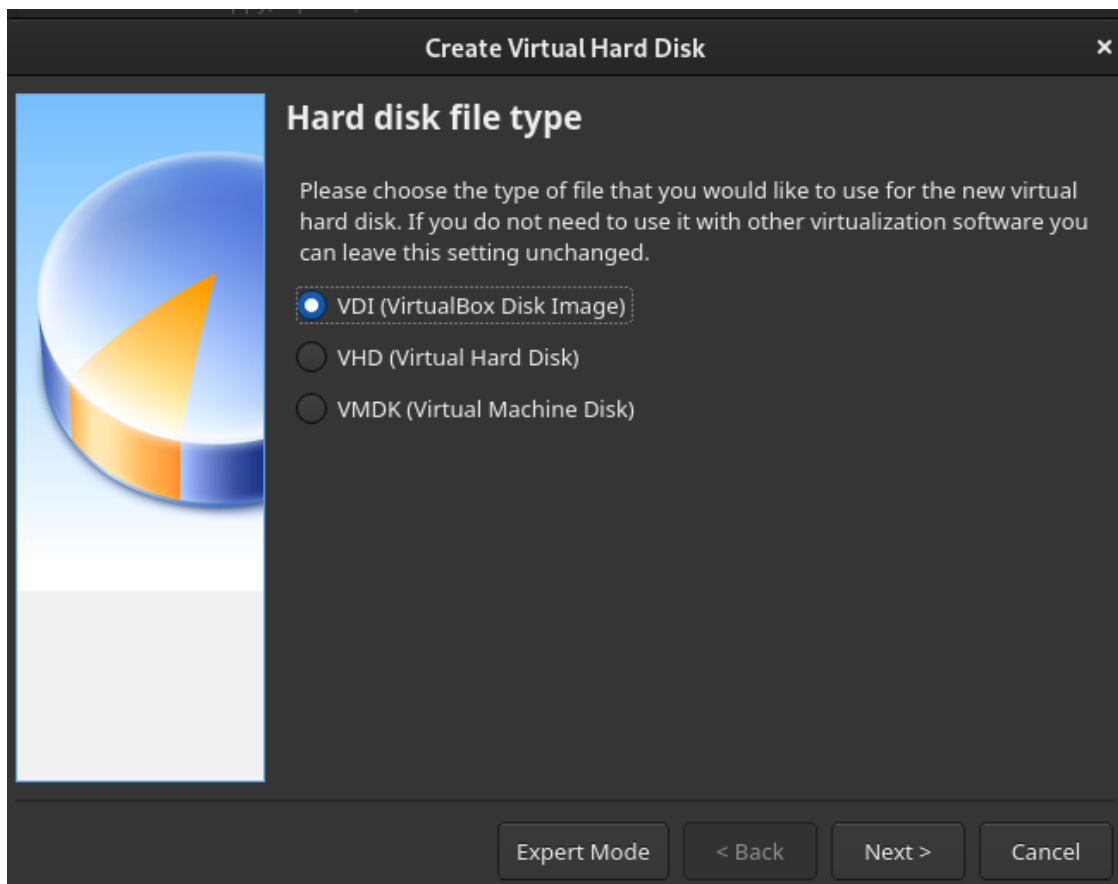 Create Virtual Hard Disk
×
Hard disk file type
Please choose the type of file that you would like to use for the new virtual
hard disk. If you do not need to use it with other virtualization software you
can leave this setting unchanged.
VDI (VirtualBox Disk Image)
VHD (Virtual Hard Disk)
VMDK (Virtual Machine Disk)
Expert Mode
< Back
Next >
Cancel